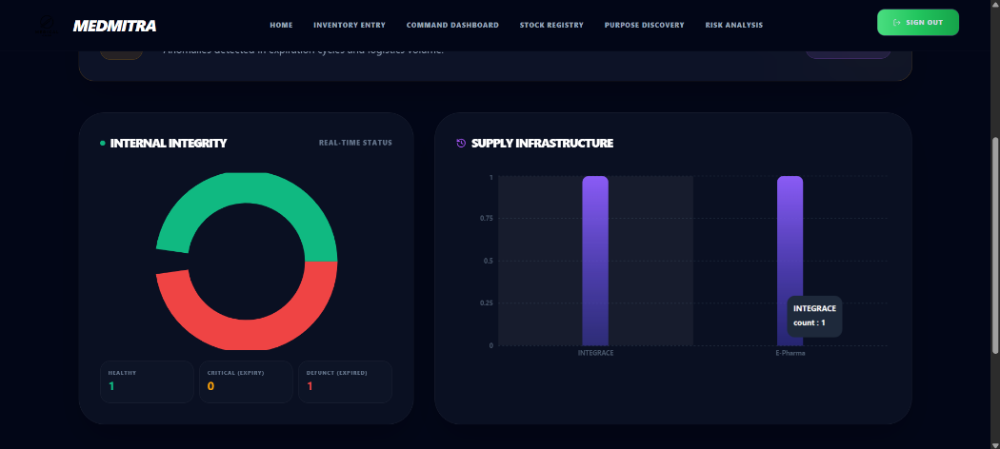 MEDMITRA
HOME INVENTORY ENTRY COMMAND DASHBOARD STOCK REGISTRY PURPOSE DISCOVERY RISK ANALYSIS
SIGN OUT
Anomalies detected in expiration cycles and logistics volume.
INTERNAL INTEGRITY
REAL-TIME STATUS
HEALTHY
1
CRITICAL (EXPIRY)
0
DEFUNCT (EXPIRED)
1
SUPPLY INFRASTRUCTURE
1
0.75
0.5
0.25
0
INTEGRACE
E-Pharma
INTEGRACE
count : 1